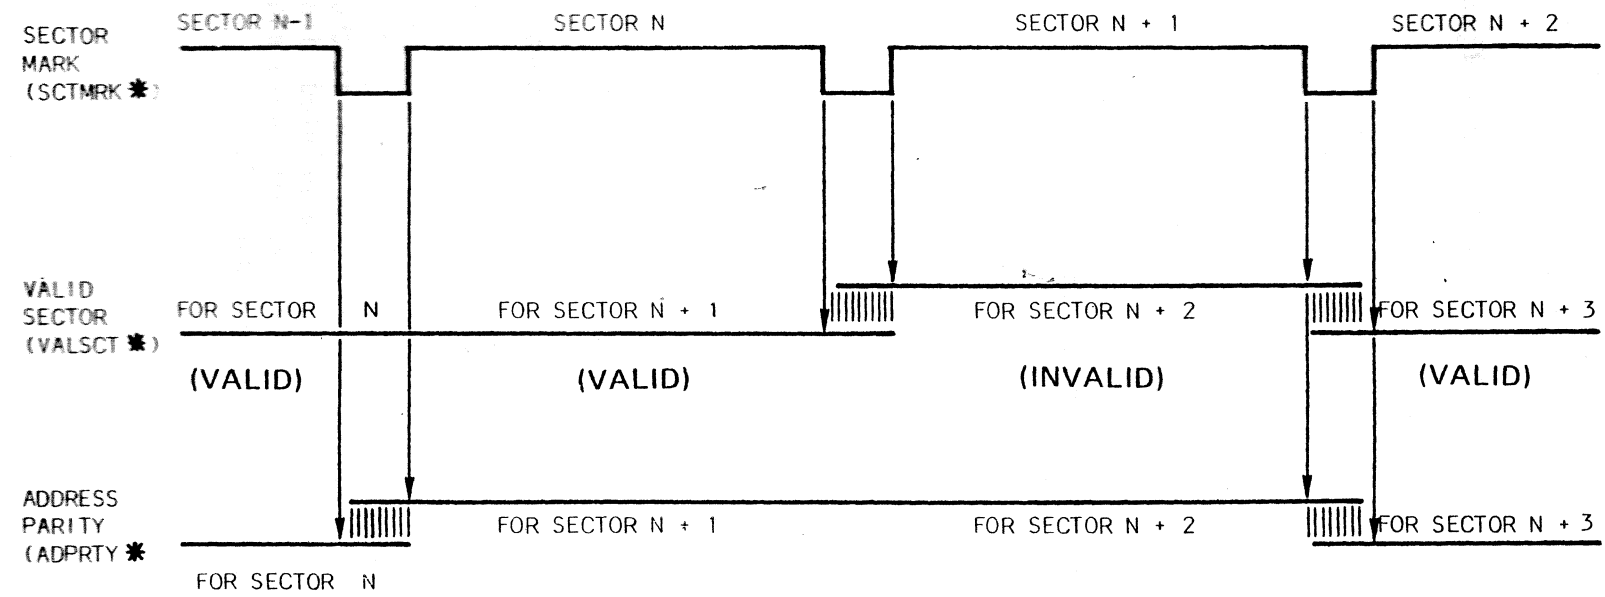 SECTOR N-1
SECTOR N
SECTOR N + 1
SECTOR N + 2
SECTOR
MARK
(SCTMRK *)
VALID
SECTOR
(VALSCT *)
FOR SECTOR N
FOR SECTOR N + 1
FOR SECTOR N + 2
FOR SECTOR N + 3
(VALID)
(VALID)
(INVALID)
(VALID)
ADDRESS
PARITY
(ADPRTY *
FOR SECTOR N + 1
FOR SECTOR N + 2
FOR SECTOR N + 3
FOR SECTOR N